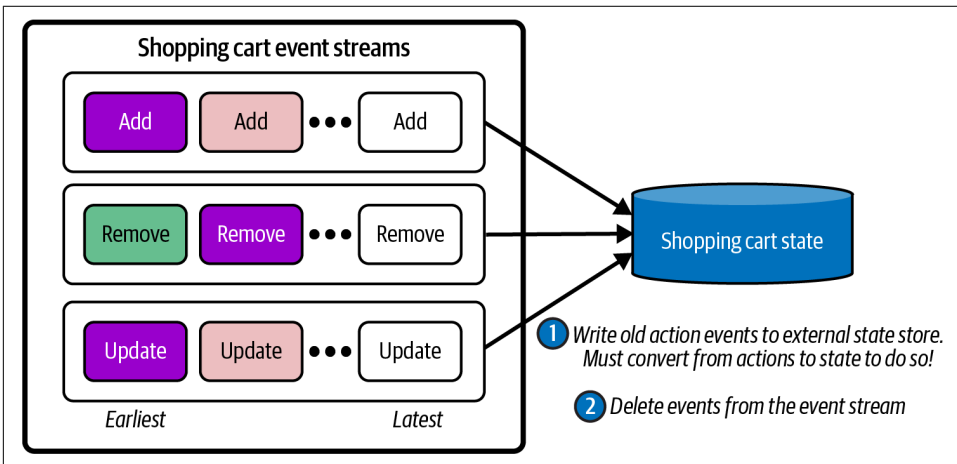 Shopping cart event streams
Add Add ••• Add
Remove Remove ••• Remove
Update Update ••• Update
Earliest Latest
Shopping cart state
1 Write old action events to external state store.
Must convert from actions to state to do so!
2 Delete events from the event stream